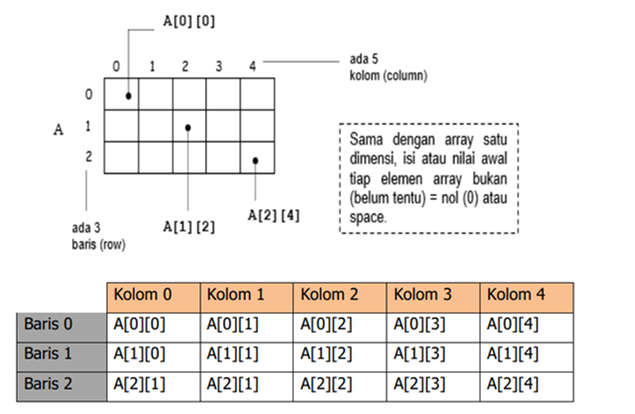 A[0][0]
0 1 2 3 4
ada 5
kolom (column)
0
A 1
2
Sama dengan array satu
dimensi, isi atau nilai awal
tiap elemen array bukan
(belum tentu) = nol (0) atau
space.
ada 3
baris (row)
A[1][2]
A[2][4]
Kolom 0 Kolom 1 Kolom 2 Kolom 3 Kolom 4
Baris 0 A[0][0] A[0][1] A[0][2] A[0][3] A[0][4]
Baris 1 A[1][0] A[1][1] A[1][2] A[1][3] A[1][4]
Baris 2 A[2][1] A[2][1] A[2][2] A[2][3] A[2][4]